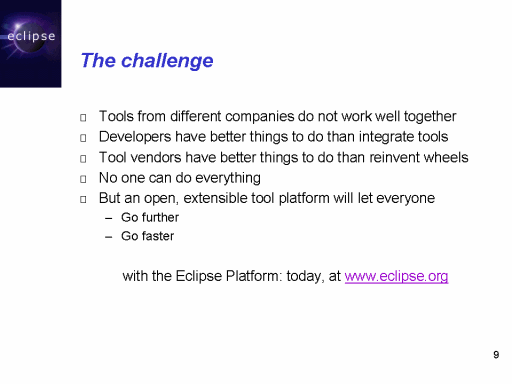 eclipse
The challenge
Tools from different companies do not work well together
Developers have better things to do than integrate tools
Tool vendors have better things to do than reinvent wheels
No one can do everything
But an open, extensible tool platform will let everyone
– Go further
– Go faster
with the Eclipse Platform: today, at www.eclipse.org
9